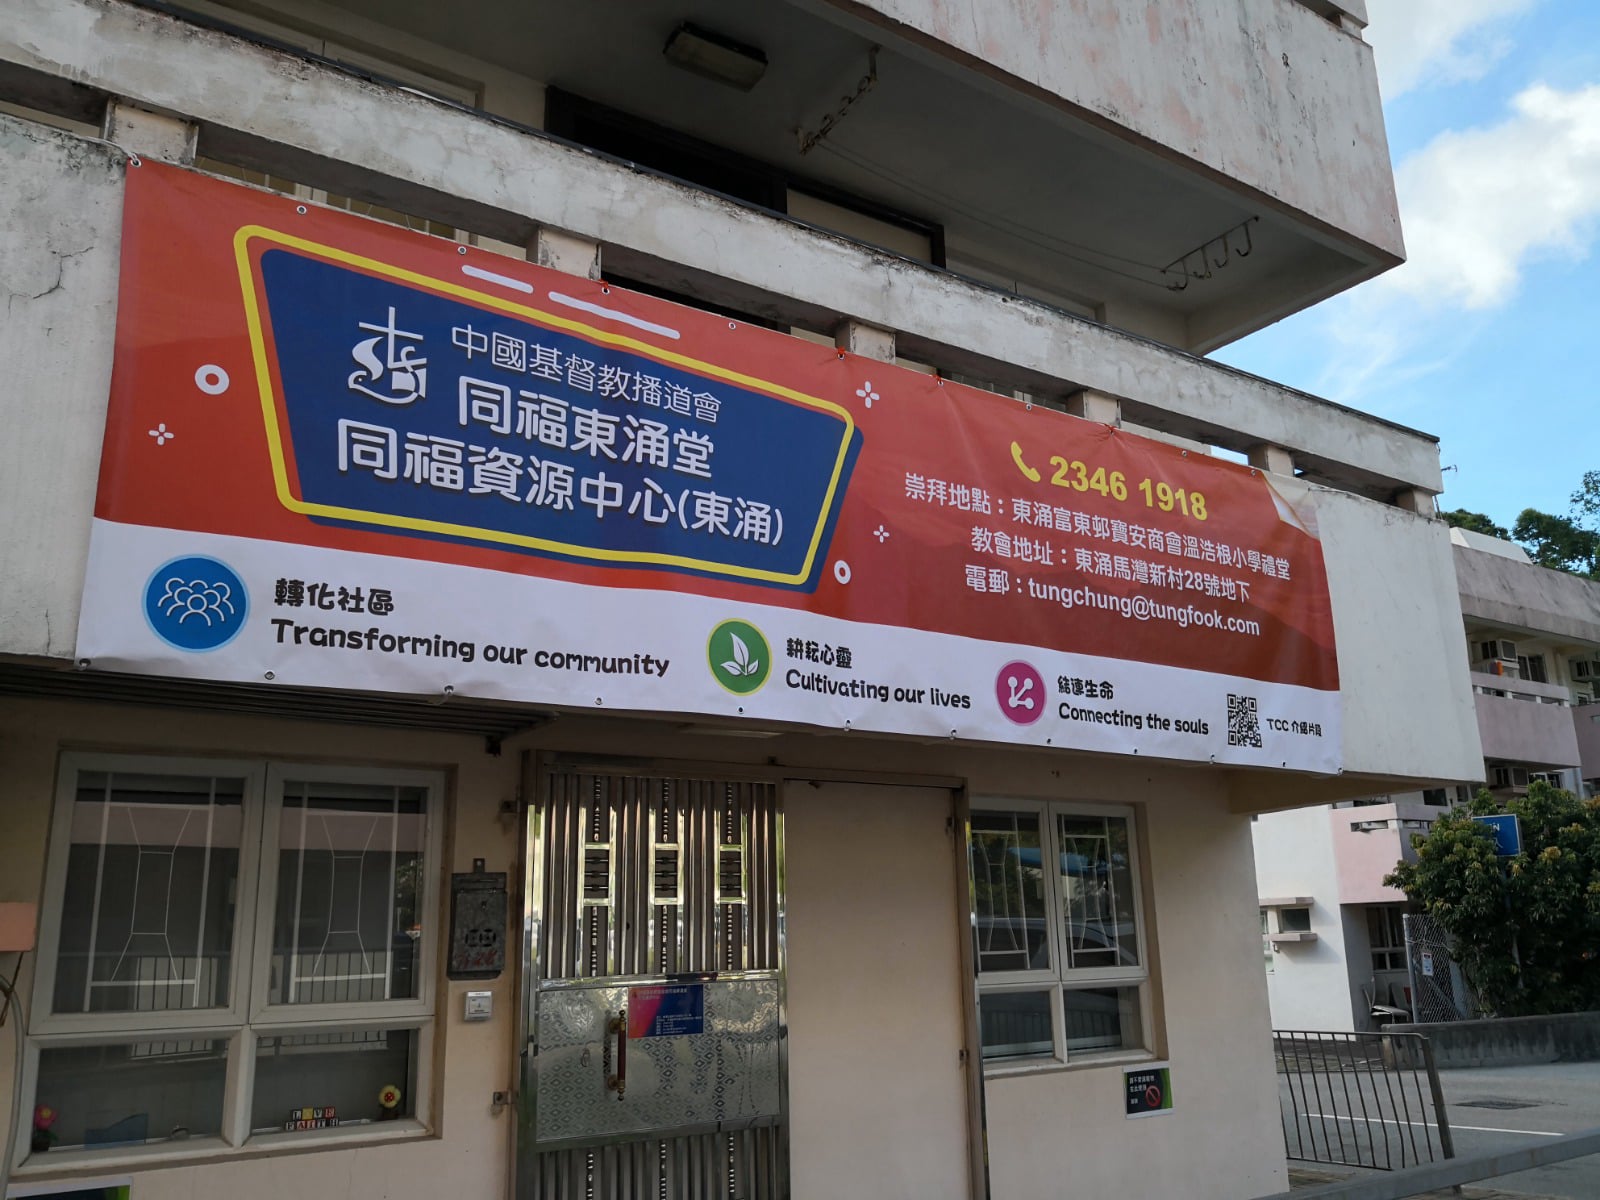 中國基督教播道會
同福東涌堂
同福資源中心(東涌)
2346 1918
崇拜地點：東涌富東邨寶安商會溫浩根小學禮堂
教會地址：東涌馬灣新村28號地下
電郵：tungchung@tungfook.com
轉化社區
Transforming our community
耕耘心靈
Cultivating our lives
結連生命
Connecting the souls
TCC 介紹片段
LOVE
FAITH